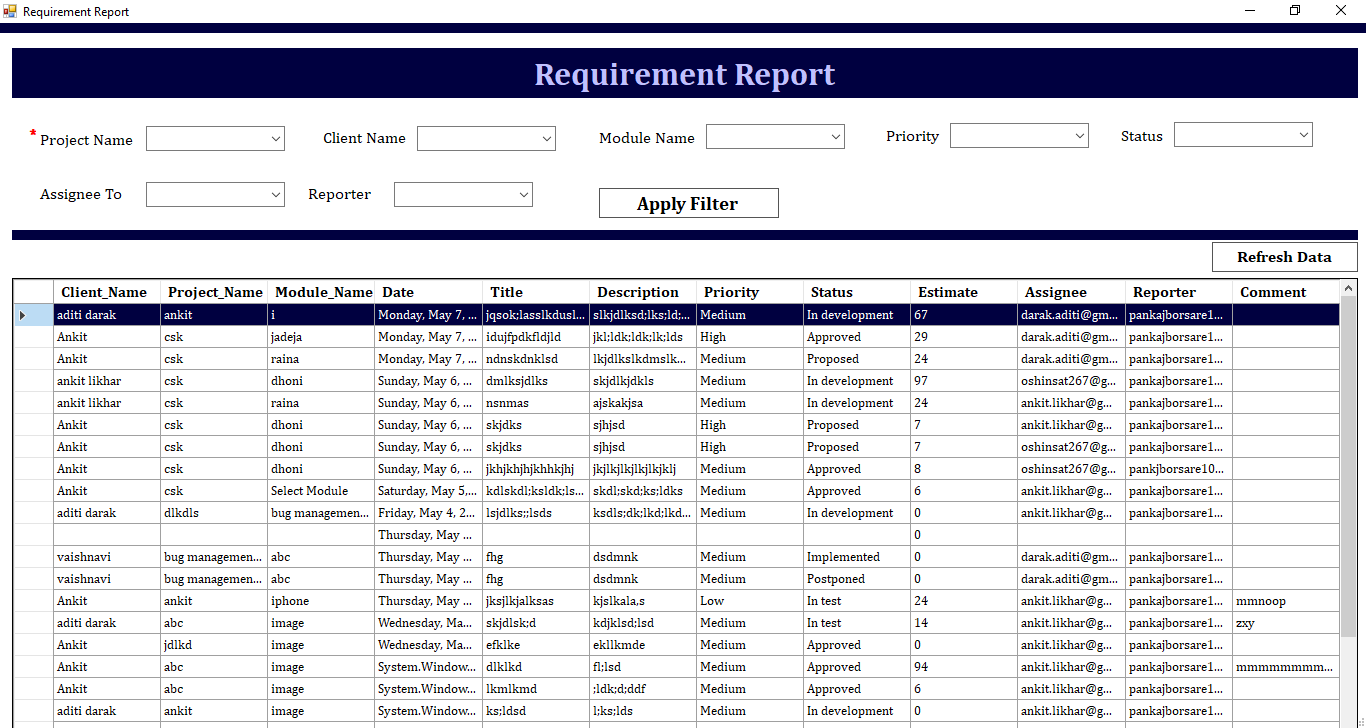 Requirement Report
Requirement Report
* Project Name Client Name Module Name Priority Status
Assignee To Reporter Apply Filter
Refresh Data
Client_Name Project_Name Module_Name Date Title Description Priority Status Estimate Assignee Reporter Comment
aditi darak ankit i Monday, May 7, ... jqsok;lasslkdusl... slkjdlksd;lks;ld;... Medium In development 67 darak.aditi@gm... pankajborsare1...
Ankit csk jadeja Monday, May 7, ... idujfpdkfldjld jkl;ldk;ldk;lk;lds High Approved 29 darak.aditi@gm... pankajborsare1...
Ankit csk raina Monday, May 7, ... ndnskdnklsd lkjdlkslkdmslk... Medium Proposed 24 darak.aditi@gm... pankajborsare1...
ankit likhar csk dhoni Sunday, May 6, ... dmlksjdlks skjdlkjdkls Medium In development 97 oshinsat267@g... pankajborsare1...
ankit likhar csk raina Sunday, May 6, ... nsnmas ajskakjsa Medium In development 24 ankit.likhar@g... pankajborsare1...
Ankit csk dhoni Sunday, May 6, ... skjdks sjhjsd High Proposed 7 ankit.likhar@g... pankajborsare1...
Ankit csk dhoni Sunday, May 6, ... skjdks sjhjsd High Proposed 7 oshinsat267@g... pankajborsare1...
Ankit csk dhoni Sunday, May 6, ... jkhjkhjhjkhhkjhj jkjlkjlkjlkjlkjklj Medium Approved 8 oshinsat267@g... pankjborsare10...
Ankit csk Select Module Saturday, May 5,... kdlskdl;ksldk;ls... skdl;skd;ks;ldks Medium Approved 6 ankit.likhar@g... pankajborsare1...
aditi darak dlkdls bug managemen... Friday, May 4, 2... lsjdlks;;lsds ksdls;dk;lkd;lkd... Medium In development 0 ankit.likhar@g... pankajborsare1...
Thursday, May ... 0
vaishnavi bug managemen... abc Thursday, May ... fhg dsdmnk Medium Implemented 0 darak.aditi@gm... pankajborsare1...
vaishnavi bug managemen... abc Thursday, May ... fhg dsdmnk Medium Postponed 0 darak.aditi@gm... pankajborsare1...
Ankit ankit iphone Thursday, May ... jksjlkjalksas kjslkala,s Low In test 24 ankit.likhar@g... pankajborsare1... mmnoop
aditi darak abc image Wednesday, Ma... skjdlsk;d kdjklsd;lsd Medium In test 14 ankit.likhar@g... pankajborsare1... zxy
Ankit jdlkd image Wednesday, Ma... efklke ekllkmde Medium Approved 0 ankit.likhar@g... pankajborsare1...
Ankit abc image System.Window... dlklkd fl;lsd Medium Approved 94 ankit.likhar@g... pankajborsare1... mmmmmmmm...
Ankit abc image System.Window... lkmlkmd ;ldk;d;ddf Medium Approved 6 ankit.likhar@g... pankajborsare1...
aditi darak ankit image System.Window... ks;ldsd l;ks;lds Medium In development 0 ankit.likhar@g... pankajborsare1...